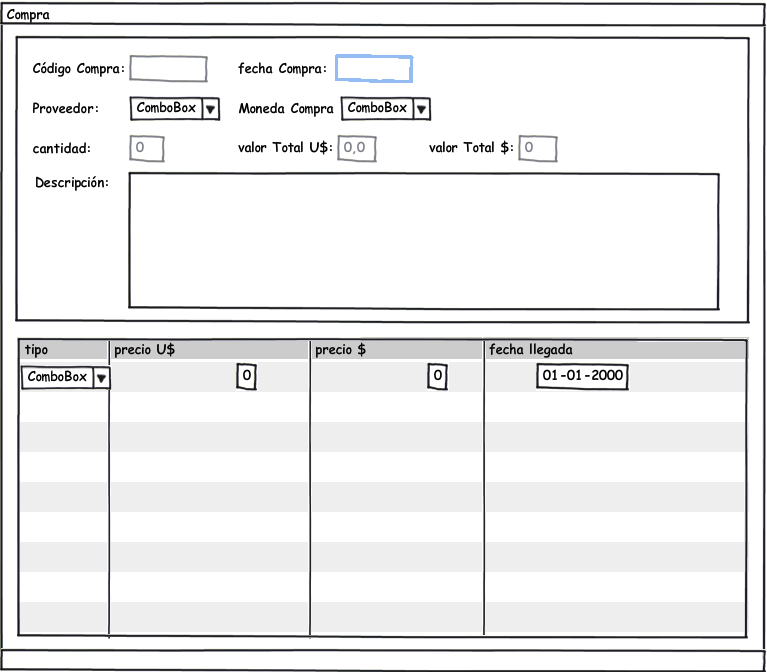 Compra
Código Compra: fecha Compra:
Proveedor: ComboBox Moneda Compra ComboBox
cantidad: 0 valor Total U$: 0,0 valor Total $: 0
Descripción:
tipo precio U$ precio $ fecha llegada
ComboBox 0 0 01-01-2000